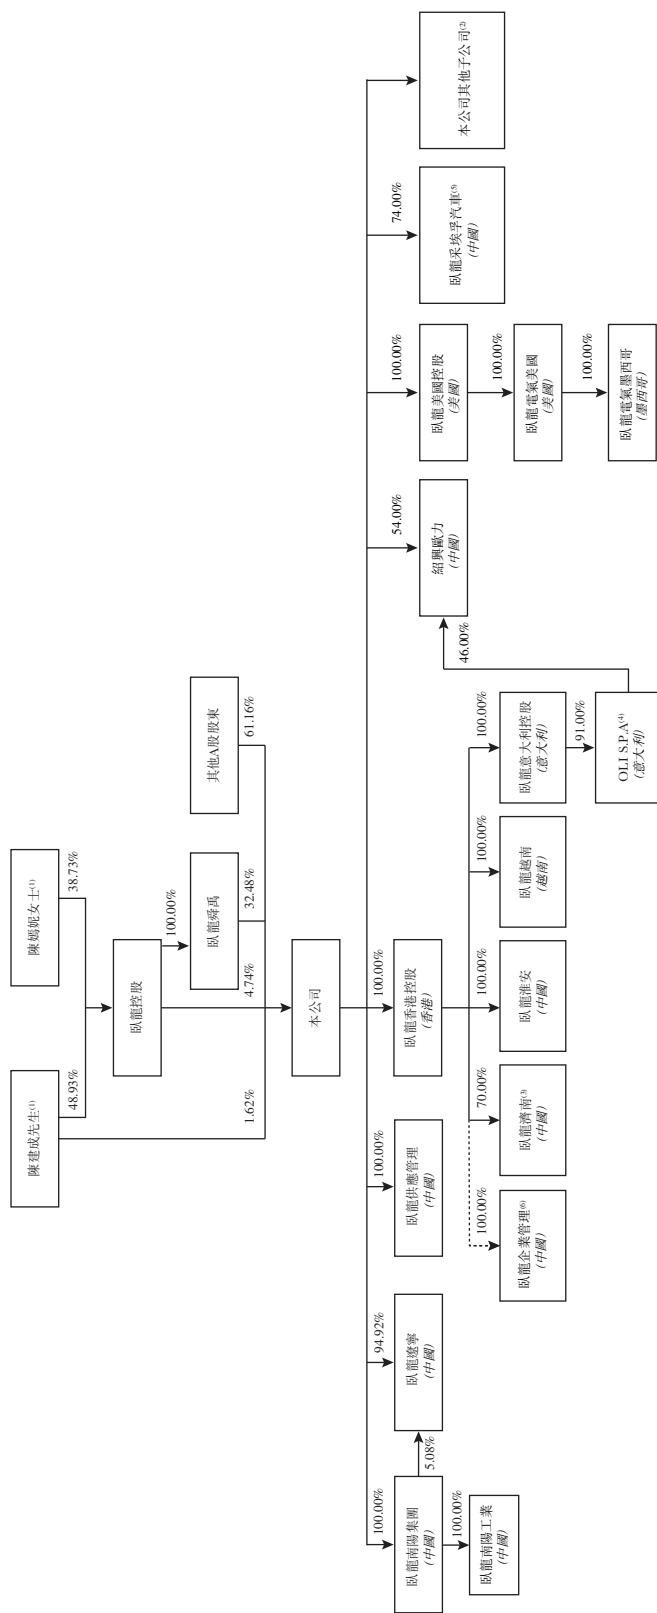 陳建成先生(1)
陳嫣妮女士(1)
48.93%
38.73%
臥龍控股
100.00%
臥龍舜禹
其他A股股東
1.62%
4.74%
32.48%
61.16%
本公司
100.00%
94.92%
100.00%
100.00%
54.00%
100.00%
74.00%
臥龍南陽集團
(中國)
5.08%
臥龍遼寧
(中國)
臥龍供應管理
(中國)
臥龍香港控股
(香港)
紹興歐力
(中國)
臥龍美國控股
(美國)
臥龍采埃孚汽車(5)
(中國)
本公司其他子公司(2)
100.00%
臥龍南陽工業
(中國)
100.00%
70.00%
100.00%
100.00%
100.00%
46.00%
100.00%
臥龍企業管理(6)
(中國)
臥龍濟南(3)
(中國)
臥龍淮安
(中國)
臥龍越南
(越南)
臥龍意大利控股
(意大利)
臥龍電氣美國
(美國)
91.00%
100.00%
OLI S.P.A(4)
(意大利)
臥龍電氣墨西哥
(墨西哥)